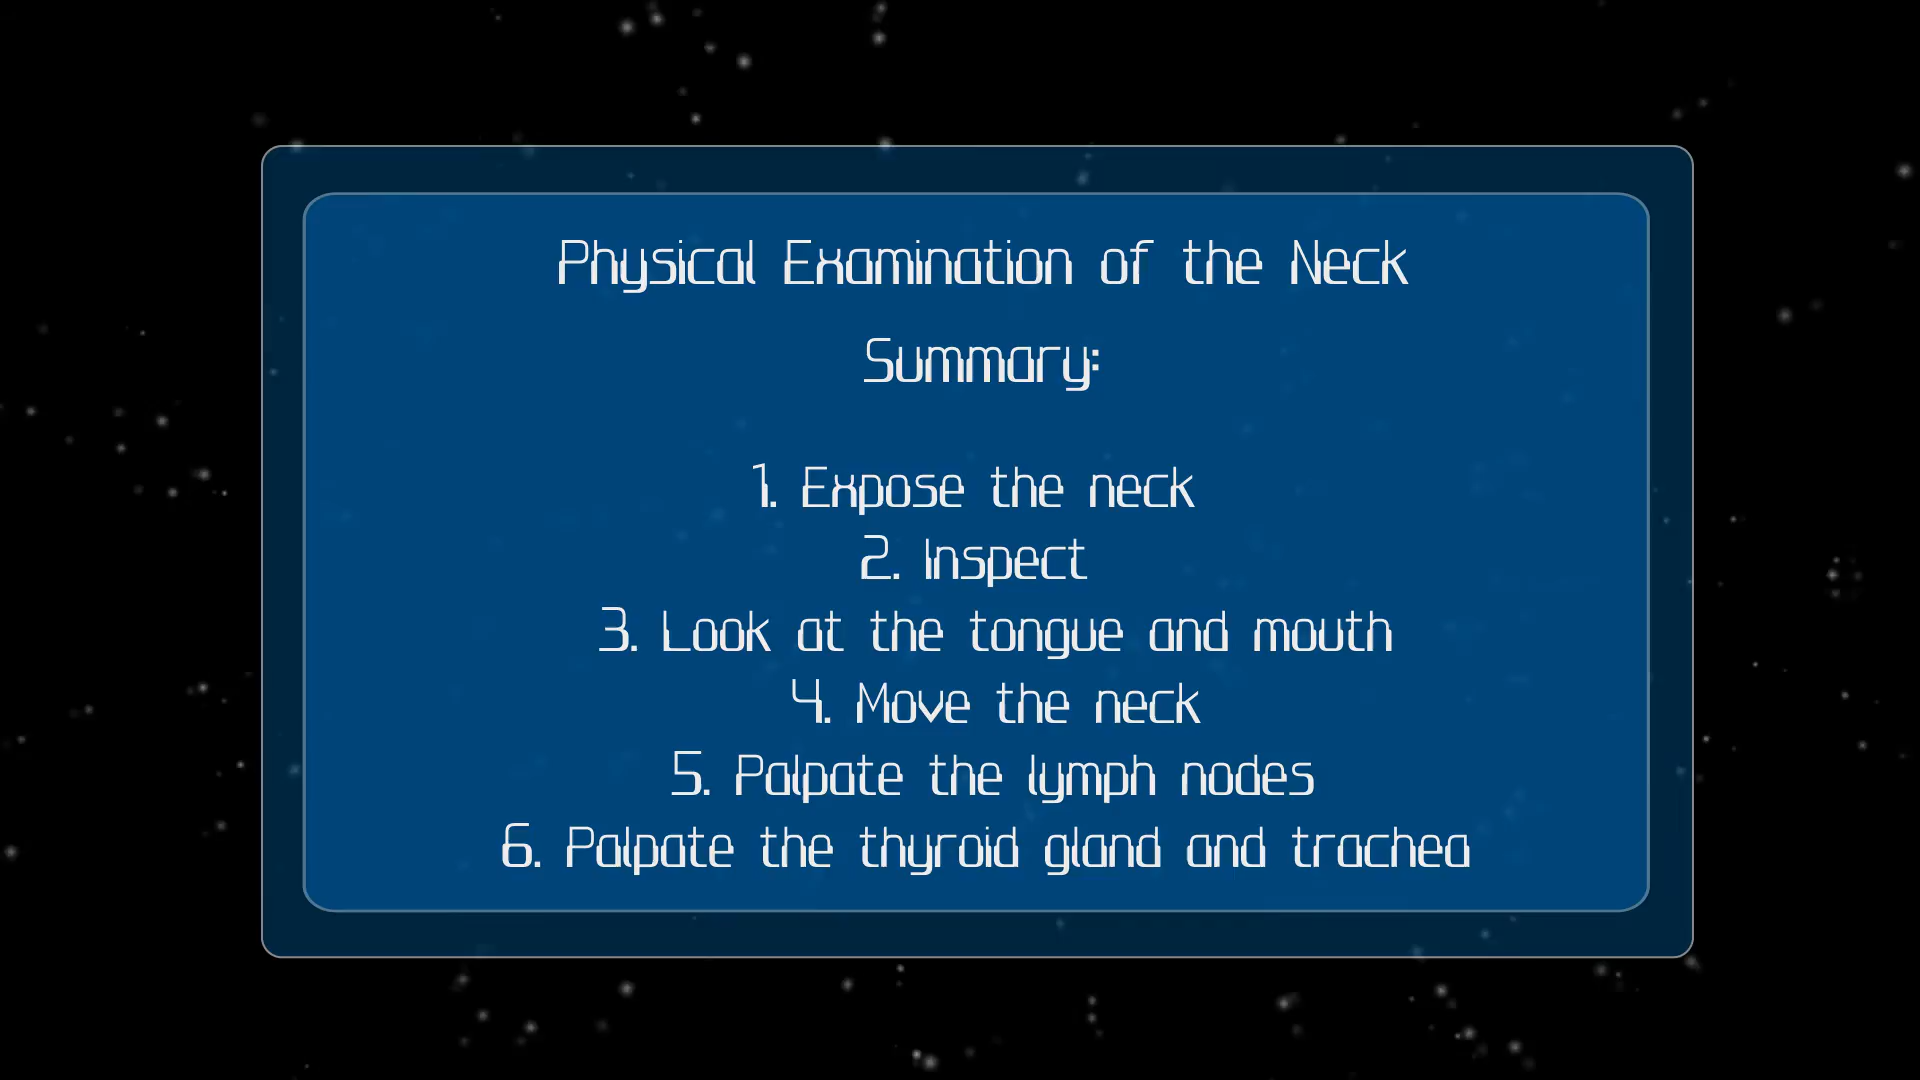 Physical Examination of the Neck
Summary:
1. Expose the neck
2. Inspect
3. Look at the tongue and mouth
4. Move the neck
5. Palpate the lymph nodes
6. Palpate the thyroid gland and trachea